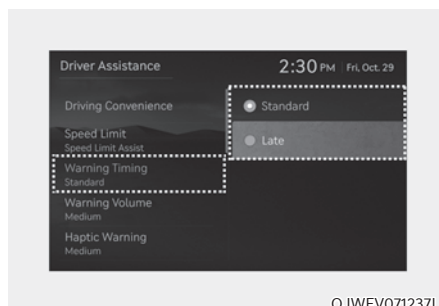 Driver Assistance
2:30 PM Fri, Oct. 29
Driving Convenience
Speed Limit
Speed Limit Assist
Warning Timing
Standard
Warning Volume
Medium
Haptic Warning
Medium
Standard
Late